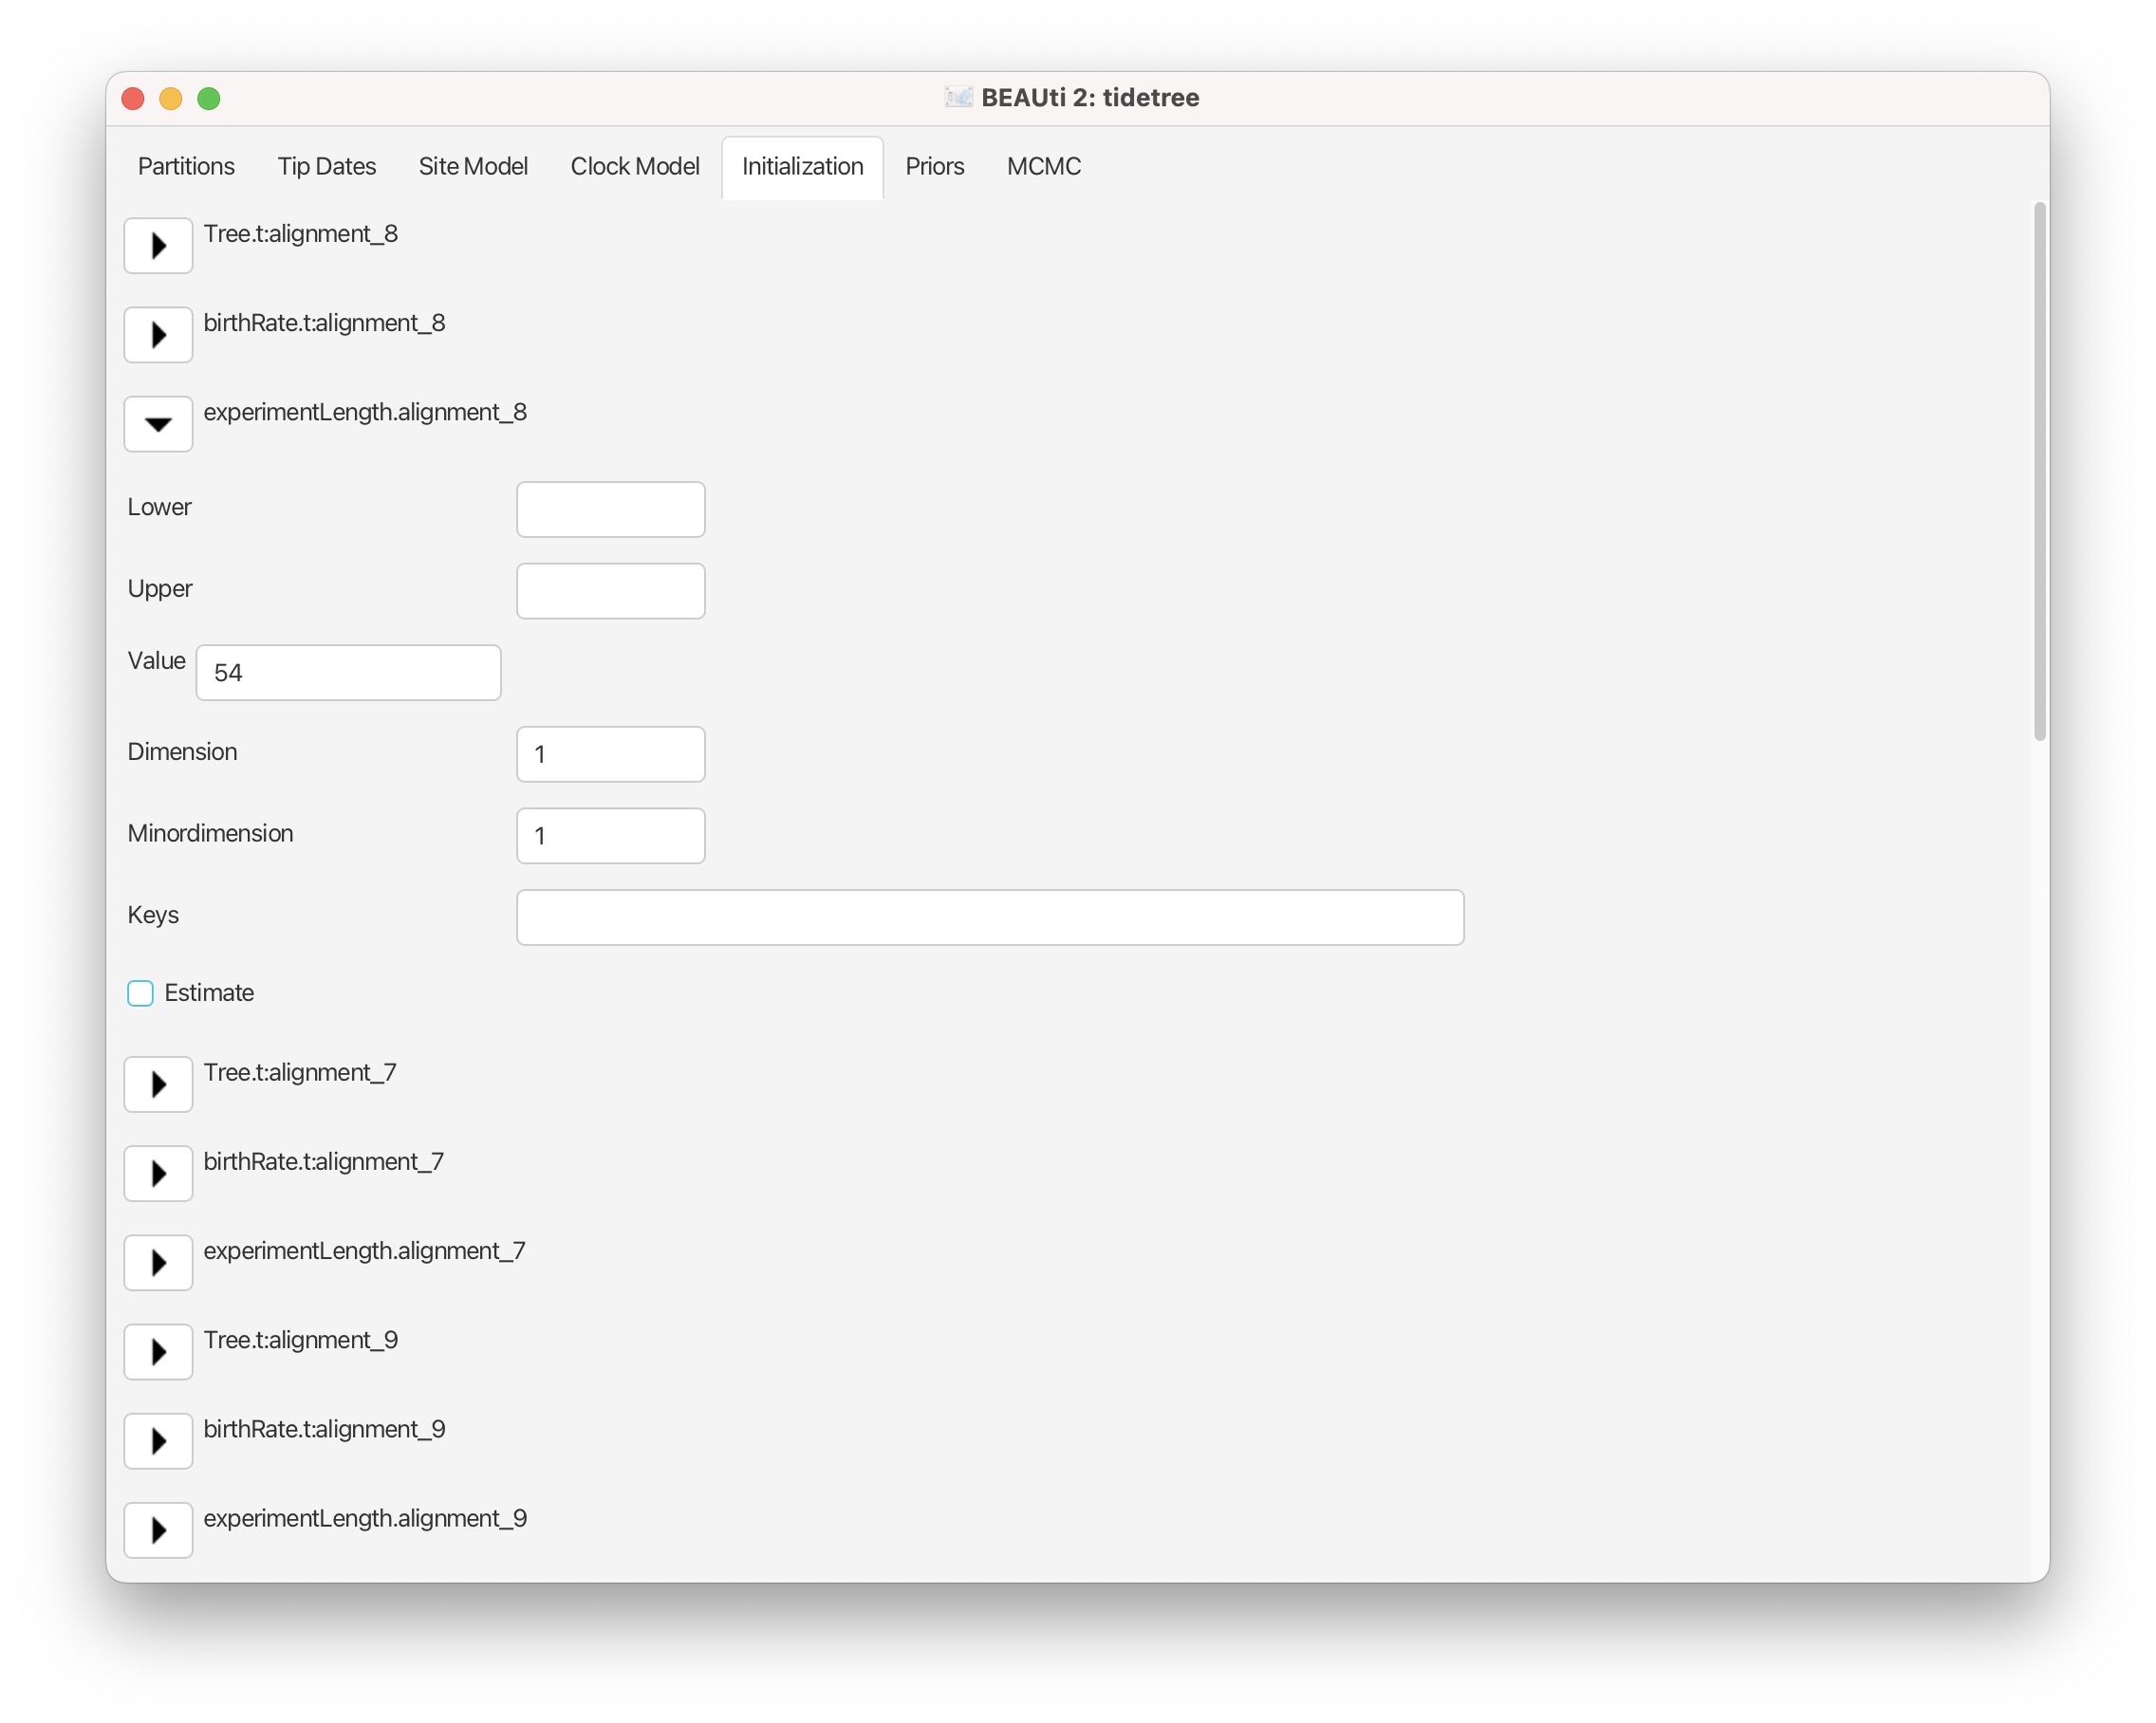 BEAUti 2: tidetree
Partitions Tip Dates Site Model Clock Model Initialization Priors MCMC
Tree.t:alignment_8
birthRate.t:alignment_8
experimentLength.alignment_8
Lower
Upper
Value 54
Dimension 1
Minordimension 1
Keys
Estimate
Tree.t:alignment_7
birthRate.t:alignment_7
experimentLength.alignment_7
Tree.t:alignment_9
birthRate.t:alignment_9
experimentLength.alignment_9